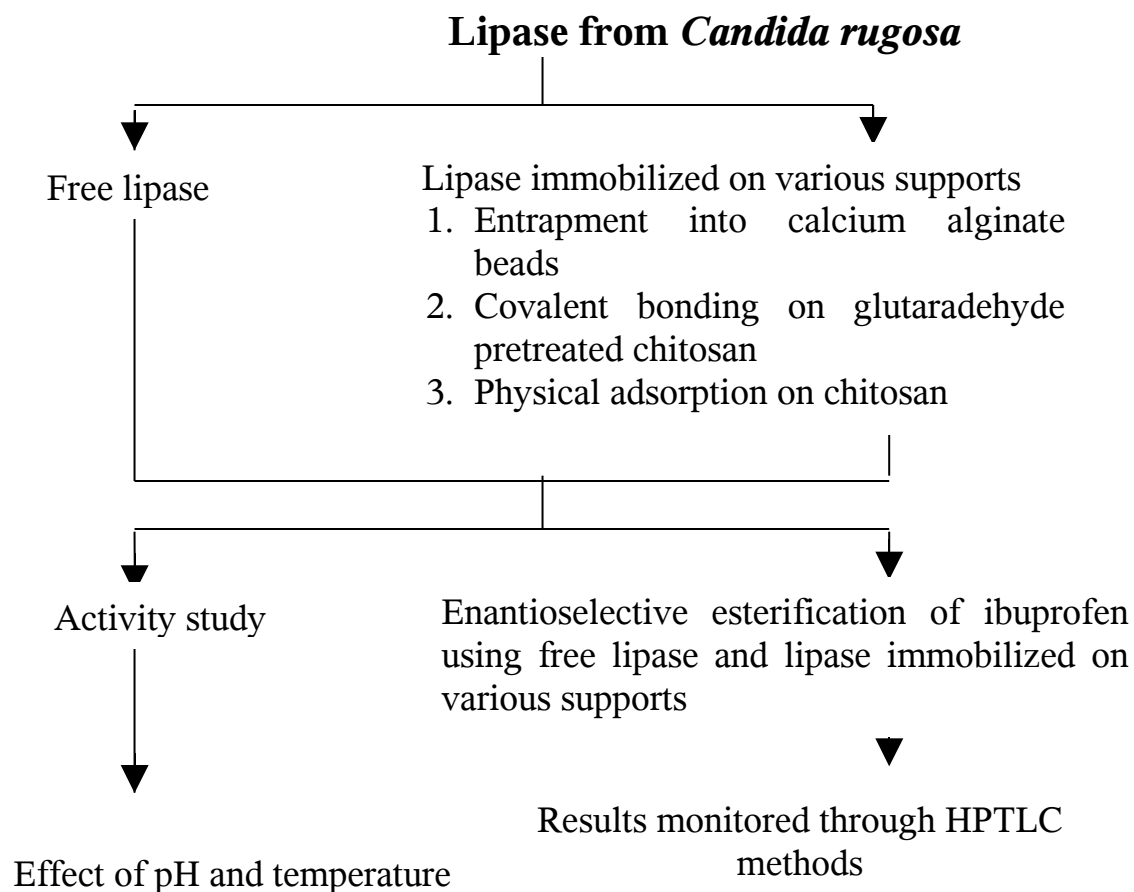 Lipase from Candida rugosa
Free lipase
Lipase immobilized on various supports
1. Entrapment into calcium alginate
beads
2. Covalent bonding on glutaradehyde
pretreated chitosan
3. Physical adsorption on chitosan
Activity study
Enantioselective esterification of ibuprofen
using free lipase and lipase immobilized on
various supports
Results monitored through HPTLC
methods
Effect of pH and temperature